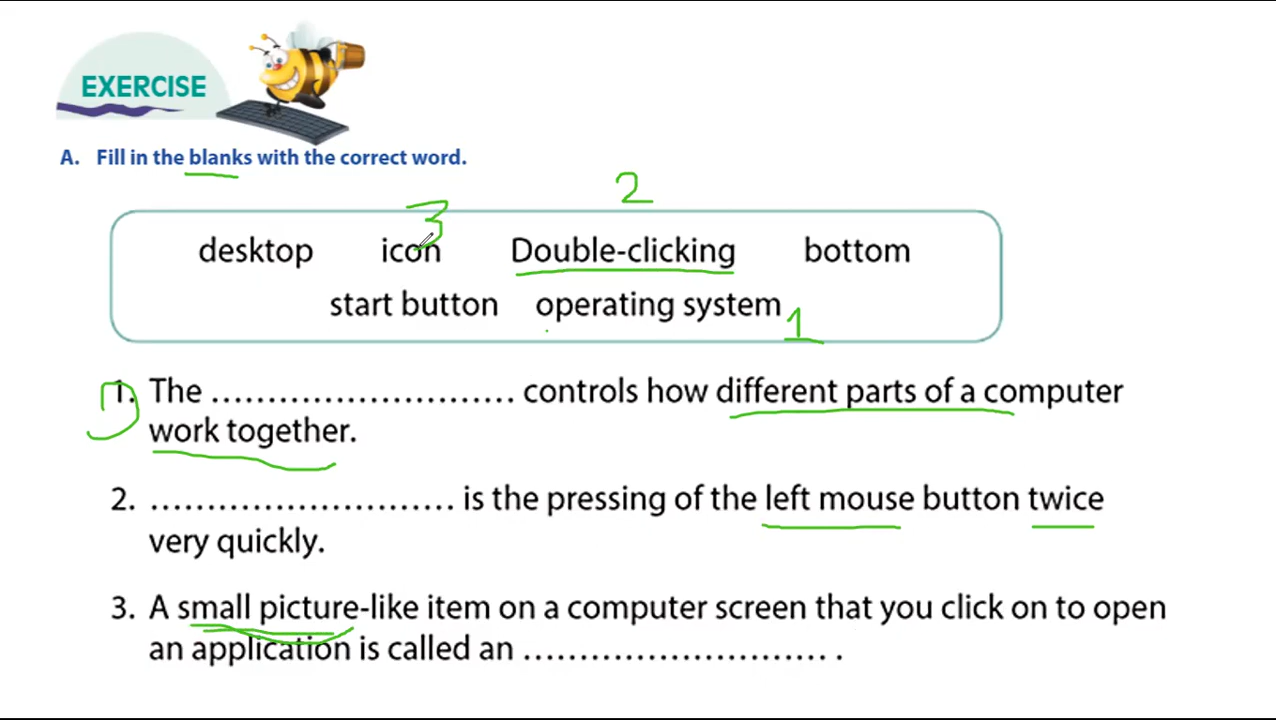 EXERCISE
A. Fill in the blanks with the correct word.
2
3
desktop icon Double-clicking bottom
start button operating system
1
1. The ........................... controls how different parts of a computer
work together.
2. ........................... is the pressing of the left mouse button twice
very quickly.
3. A small picture-like item on a computer screen that you click on to open
an application is called an ........................... .